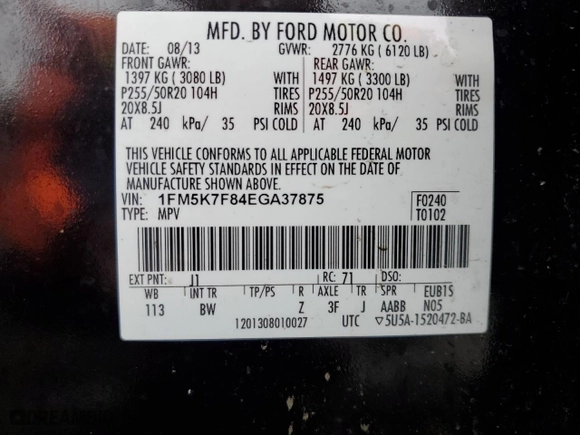 MFD. BY FORD MOTOR CO.
DATE: 08/13 GVWR: 2776 KG ( 6120 LB)
FRONT GAWR: REAR GAWR:
1397 KG ( 3080 LB) WITH 1497 KG ( 3300 LB) WITH
P255/50R20 104H TIRES P255/50R20 104H TIRES
20X8.5J RIMS 20X8.5J RIMS
AT 240 kPa/ 35 PSI COLD AT 240 kPa/ 35 PSI COLD
THIS VEHICLE CONFORMS TO ALL APPLICABLE FEDERAL MOTOR
VEHICLE SAFETY STANDARDS IN EFFECT ON THE DATE OF
MANUFACTURE SHOWN ABOVE.
VIN: 1FM5K7F84EGA37875 F0240
TYPE: MPV T0102
EXT PNT: J1 RC: 71 DSO:
WB INT TR TP/PS R AXLE TR SPR EUB15
113 BW Z 3F J AABB N05
1201308010027 UTC ▽5U5A-1520472-BA